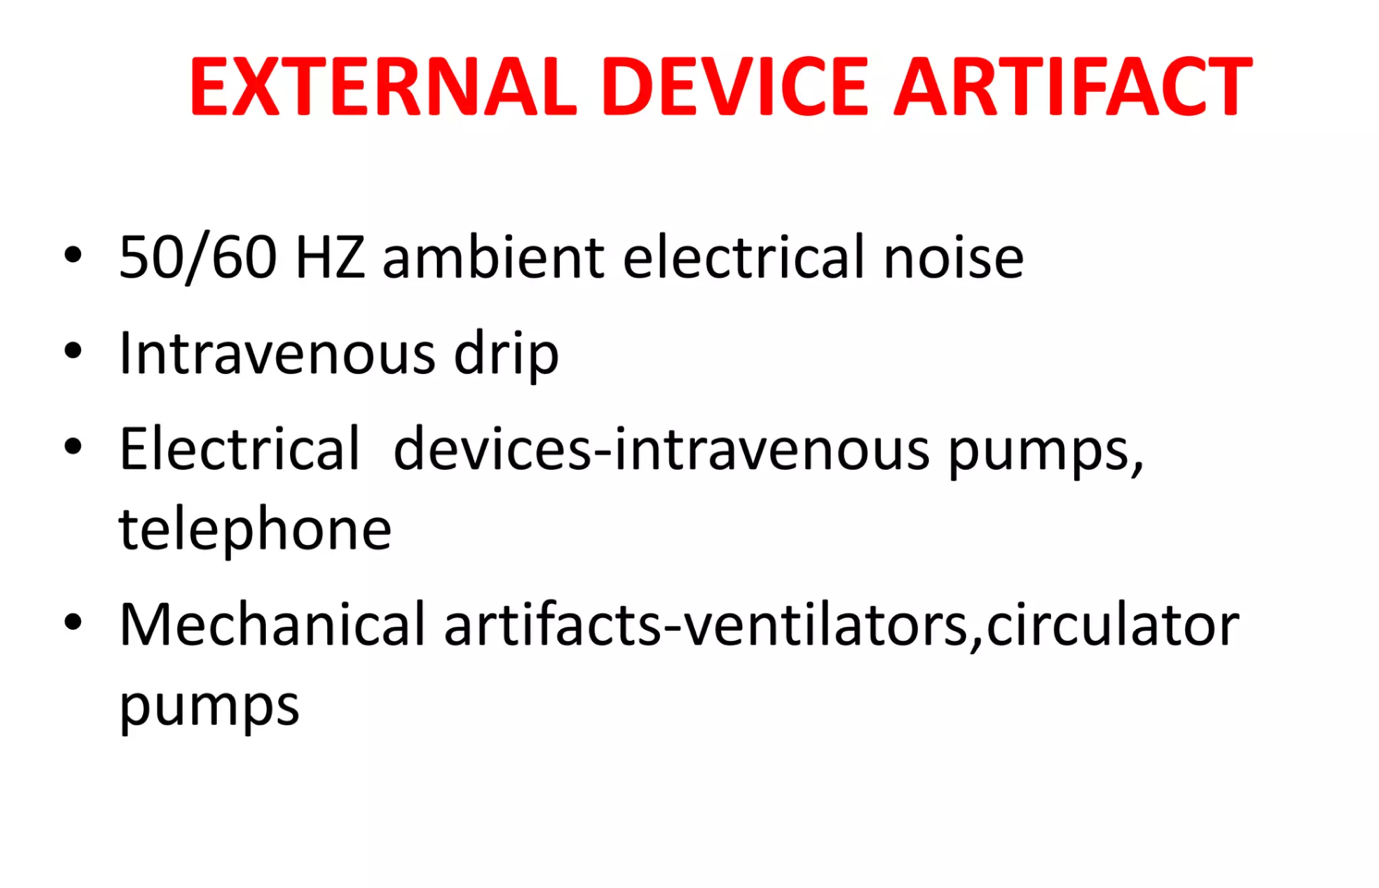 EXTERNAL DEVICE ARTIFACT
• 50/60 HZ ambient electrical noise
• Intravenous drip
• Electrical  devices-intravenous pumps,
telephone
• Mechanical artifacts-ventilators,circulator
pumps